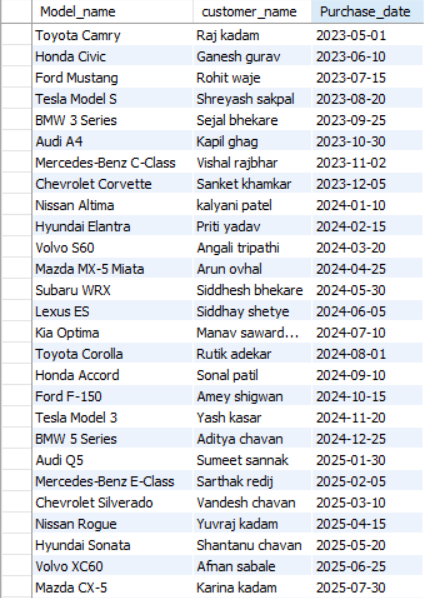 Model_name customer_name Purchase_date
Toyota Camry Raj kadam 2023-05-01
Honda Civic Ganesh gurav 2023-06-10
Ford Mustang Rohit waje 2023-07-15
Tesla Model S Shreyash sakpal 2023-08-20
BMW 3 Series Sejal bhekare 2023-09-25
Audi A4 Kapil ghag 2023-10-30
Mercedes-Benz C-Class Vishal rajbhar 2023-11-02
Chevrolet Corvette Sanket khamkar 2023-12-05
Nissan Altima kalyani patel 2024-01-10
Hyundai Elantra Priti yadav 2024-02-15
Volvo S60 Angali tripathi 2024-03-20
Mazda MX-5 Miata Arun ovhal 2024-04-25
Subaru WRX Siddhesh bhekare 2024-05-30
Lexus ES Siddhay shetye 2024-06-05
Kia Optima Manav saward... 2024-07-10
Toyota Corolla Rutik adekar 2024-08-01
Honda Accord Sonal patil 2024-09-10
Ford F-150 Amey shigwan 2024-10-15
Tesla Model 3 Yash kasar 2024-11-20
BMW 5 Series Aditya chavan 2024-12-25
Audi Q5 Sumeet sannak 2025-01-30
Mercedes-Benz E-Class Sarthak redij 2025-02-05
Chevrolet Silverado Vandesh chavan 2025-03-10
Nissan Rogue Yuvraj kadam 2025-04-15
Hyundai Sonata Shantanu chavan 2025-05-20
Volvo XC60 Afnan sabale 2025-06-25
Mazda CX-5 Karina kadam 2025-07-30